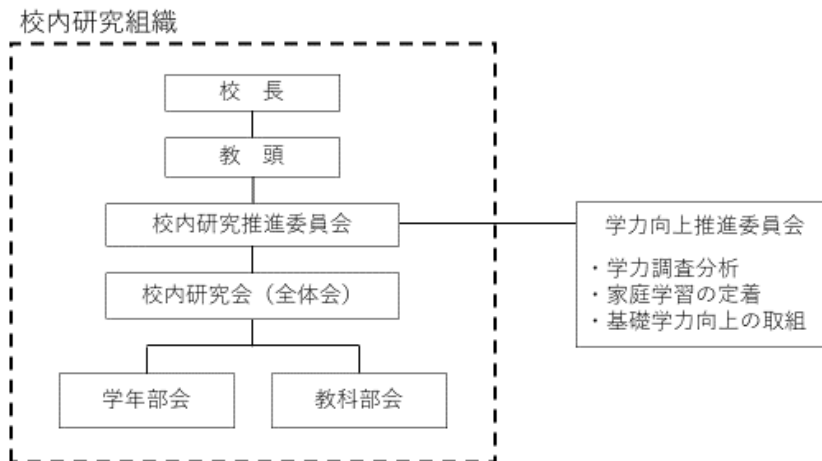 校内研究組織
校　長
教　頭
校内研究推進委員会
学力向上推進委員会
・学力調査分析
・家庭学習の定着
・基礎学力向上の取組
校内研究会（全体会）
学年部会
教科部会